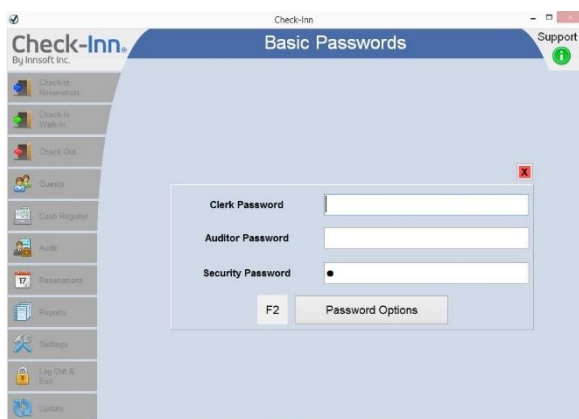 Check-Inn
Check-Inn®
By Innsoft Inc.
Basic Passwords
Support
Check-In
Reservation
Check-In
Walk-In
Check-Out
Guests
Cash Register
Audit
17
Reservations
Reports
Settings
Log Out &
Exit
Update
X
Clerk Password
Auditor Password
Security Password
●
F2
Password Options